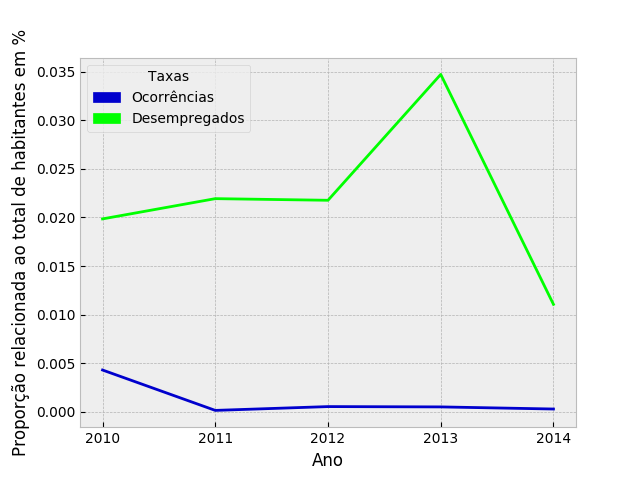 Proporção relacionada ao total de habitantes em %
0.035
0.030
0.025
0.020
0.015
0.010
0.005
0.000
Taxas
Ocorrências
Desempregados
2010 2011 2012 2013 2014
Ano